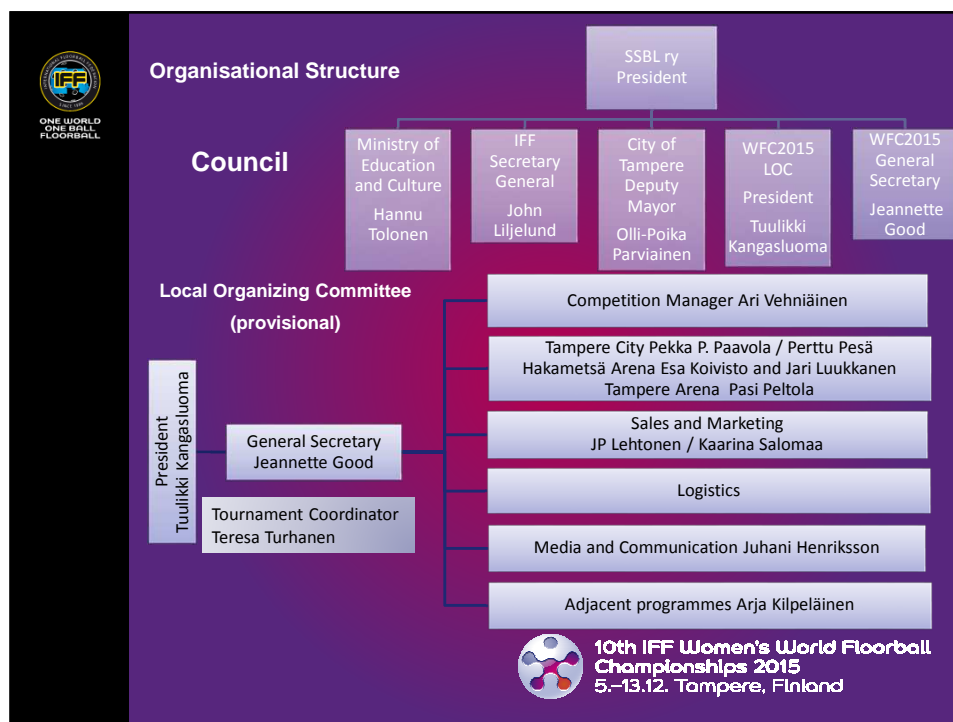 IFF
ONE WORLD
ONE BALL
FLOORBALL
Organisational Structure
SSBL ry
President
Council
Ministry of
Education
and Culture
Hannu
Tolonen
IFF
Secretary
General
John
Liljelund
City of
Tampere
Deputy
Mayor
Olli-Poika
Parviainen
WFC2015
LOC
President
Tuulikki
Kangasluoma
WFC2015
General
Secretary
Jeannette
Good
Local Organizing Committee
(provisional)
President
Tuulikki Kangasluoma
General Secretary
Jeannette Good
Tournament Coordinator
Teresa Turhanen
Competition Manager Ari Vehniäinen
Tampere City Pekka P. Paavola / Perttu Pesä
Hakametsä Arena Esa Koivisto and Jari Luukkanen
Tampere Arena Pasi Peltola
Sales and Marketing
JP Lehtonen / Kaarina Salomaa
Logistics
Media and Communication Juhani Henriksson
Adjacent programmes Arja Kilpeläinen
10th IFF Women's World Floorball
Championships 2015
5.–13.12. Tampere, Finland